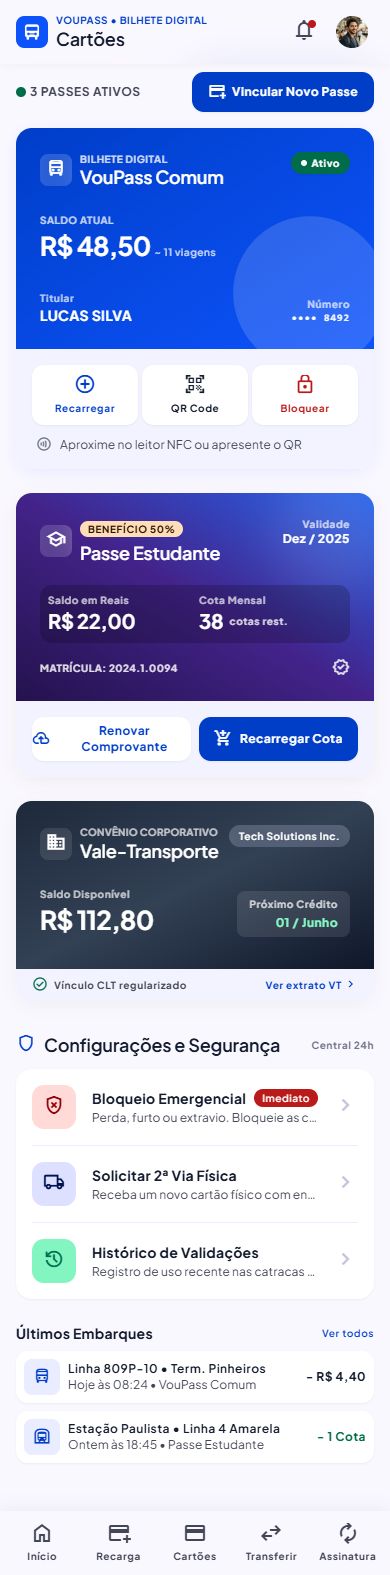 VOUPASS • BILHETE DIGITAL
Cartões
3 PASSES ATIVOS
Vincular Novo Passe
BILHETE DIGITAL
VouPass Comum
Ativo
SALDO ATUAL
R$ 48,50 ~ 11 viagens
Titular
LUCAS SILVA
Número
•••• 8492
Recarregar
QR Code
Bloquear
Aproxime no leitor NFC ou apresente o QR
BENEFÍCIO 50%
Passe Estudante
Validade
Dez / 2025
Saldo em Reais
R$ 22,00
Cota Mensal
38 cotas rest.
MATRÍCULA: 2024.1.0094
Renovar
Comprovante
Recarregar Cota
CONVÊNIO CORPORATIVO
Vale-Transporte
Tech Solutions Inc.
Saldo Disponível
R$ 112,80
Próximo Crédito
01 / Junho
Vínculo CLT regularizado
Ver extrato VT
Configurações e Segurança
Central 24h
Bloqueio Emergencial
Imediato
Perda, furto ou extravio. Bloqueie as c...
Solicitar 2ª Via Física
Receba um novo cartão físico com en...
Histórico de Validações
Registro de uso recente nas catracas ...
Últimos Embarques
Ver todos
Linha 809P-10 • Term. Pinheiros
Hoje às 08:24 • VouPass Comum
- R$ 4,40
Estação Paulista • Linha 4 Amarela
Ontem às 18:45 • Passe Estudante
- 1 Cota
Início
Recarga
Cartões
Transferir
Assinatura